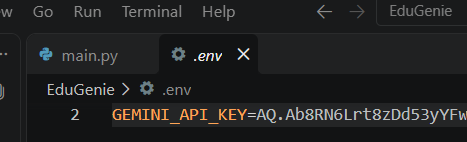 Go Run Terminal Help ← → EduGenie
main.py .env ×
EduGenie > .env
2 GEMINI_API_KEY=AQ.Ab8RN6Lrt8zDd53yYFw